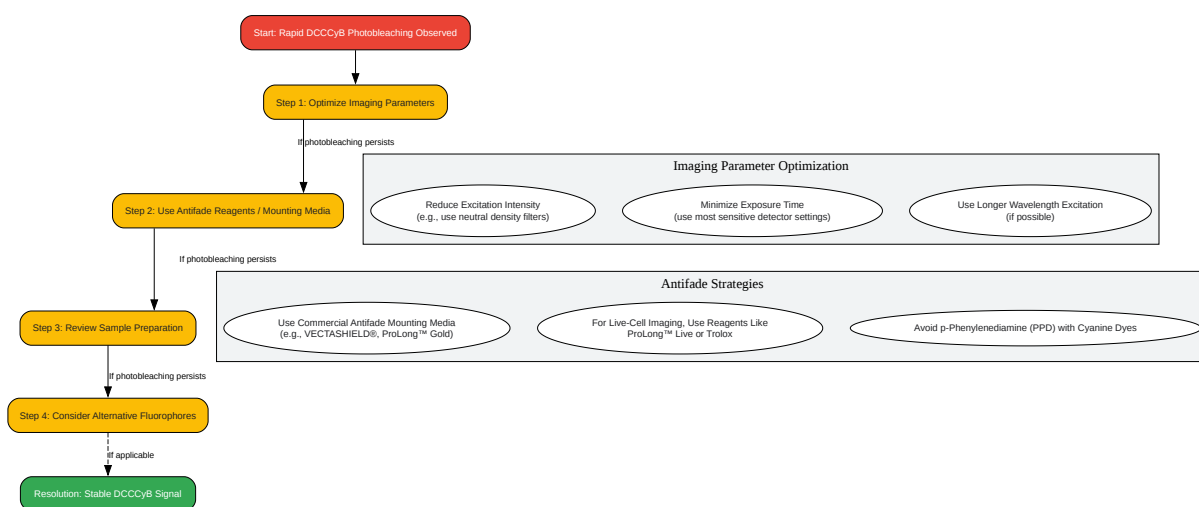 Start: Rapid DCCCyB Photobleaching Observed
Step 1: Optimize Imaging Parameters
If photobleaching persists
Imaging Parameter Optimization
Reduce Excitation Intensity
(e.g., use neutral density filters)
Minimize Exposure Time
(use most sensitive detector settings)
Use Longer Wavelength Excitation
(if possible)
Step 2: Use Antifade Reagents / Mounting Media
If photobleaching persists
Antifade Strategies
Use Commercial Antifade Mounting Media
(e.g., VECTASHIELD®, ProLong™ Gold)
For Live-Cell Imaging, Use Reagents Like
ProLong™ Live or Trolox
Avoid p-Phenylenediamine (PPD) with Cyanine Dyes
Step 3: Review Sample Preparation
If photobleaching persists
Step 4: Consider Alternative Fluorophores
If applicable
Resolution: Stable DCCCyB Signal